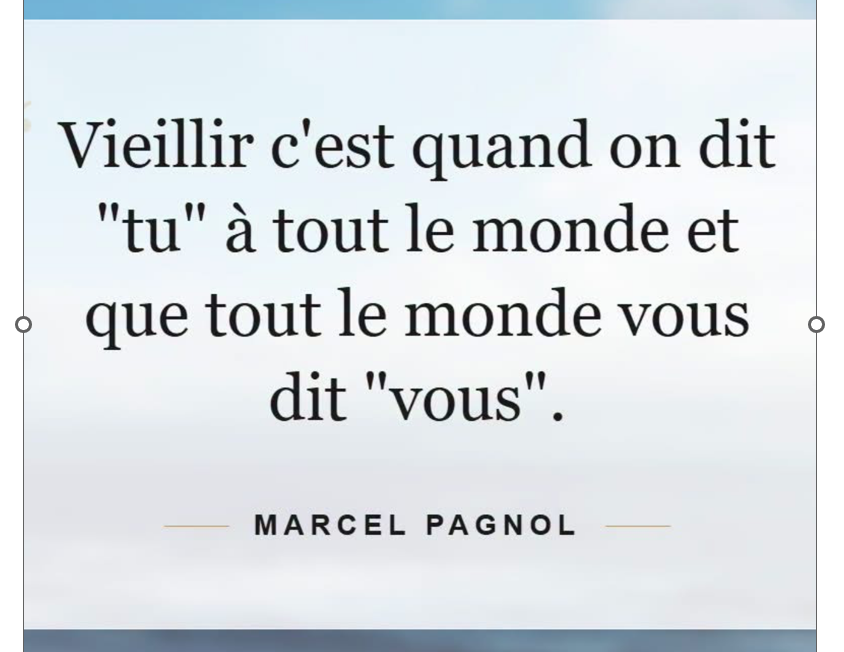 Vieillir c'est quand on dit
"tu" à tout le monde et
que tout le monde vous
dit "vous".
MARCEL PAGNOL